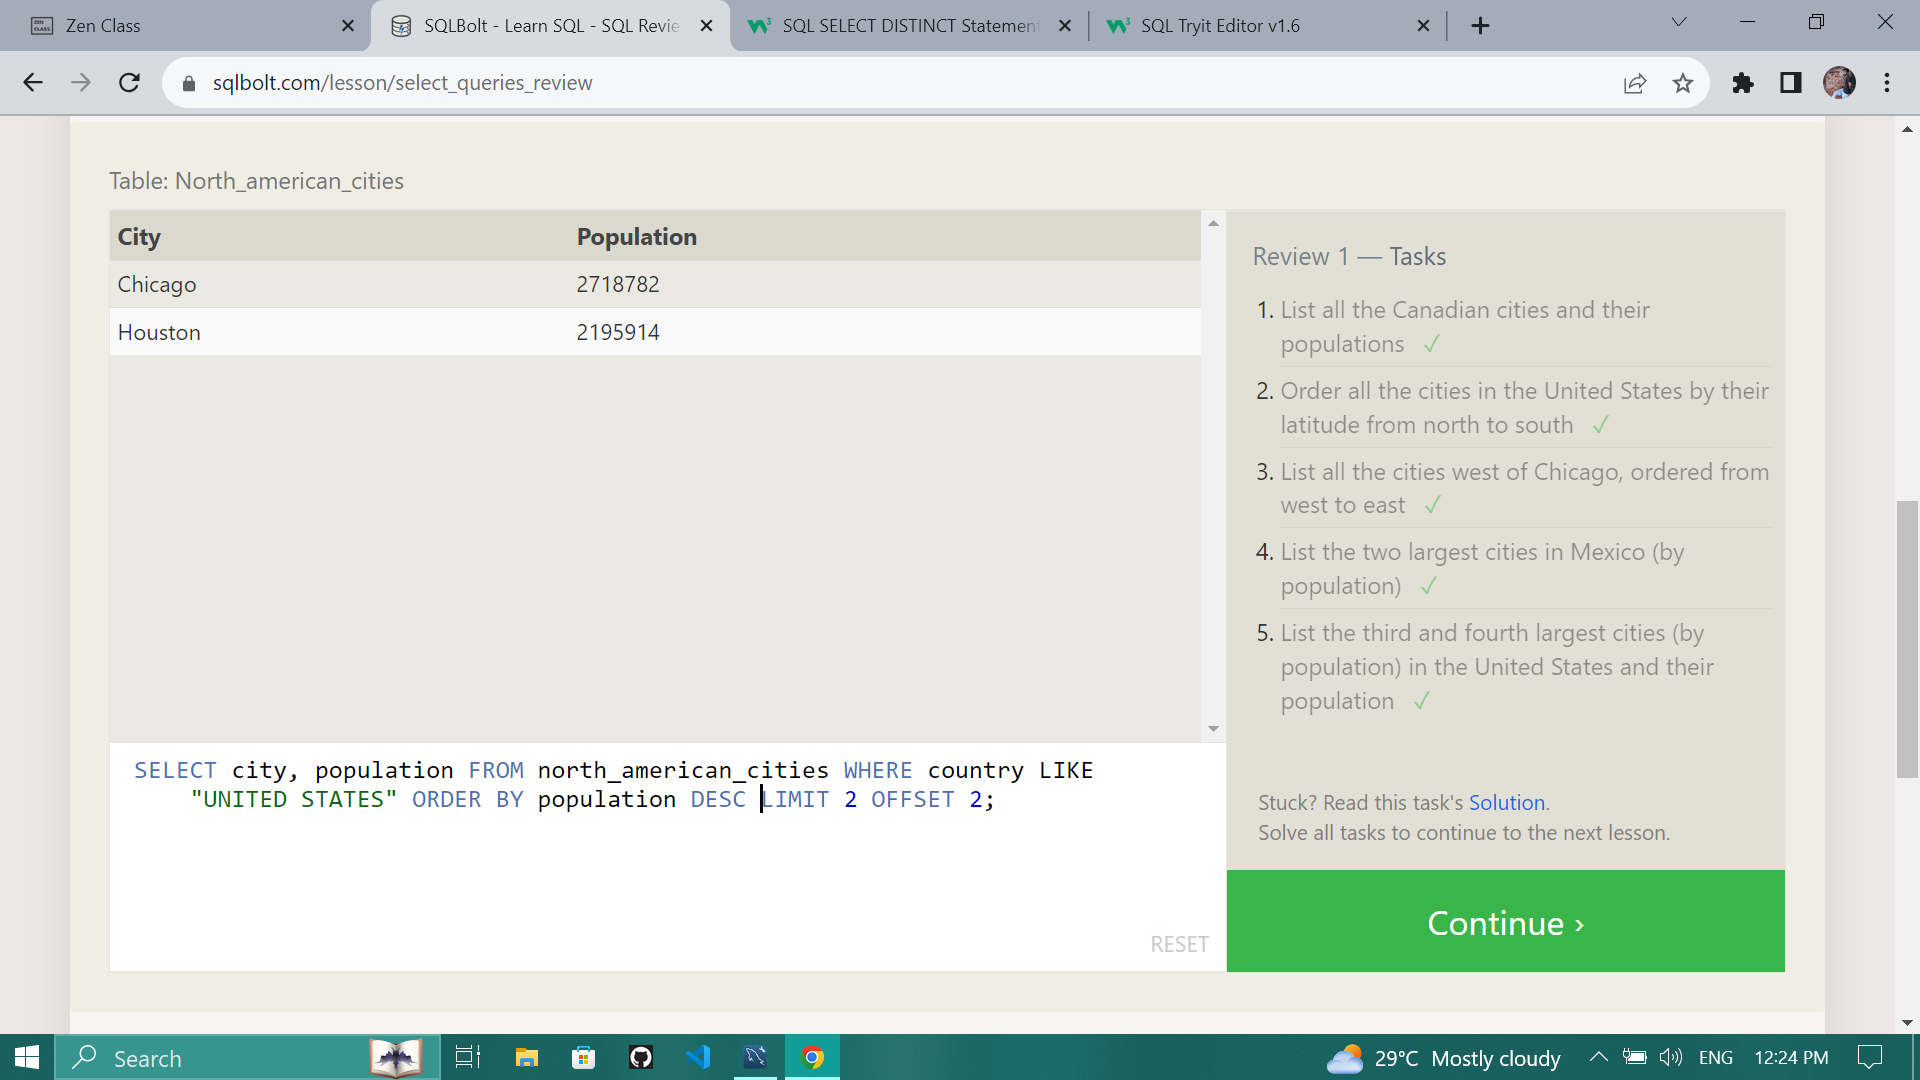 Zen Class
SQLBolt - Learn SQL - SQL Revie
SQL SELECT DISTINCT Statement
SQL Tryit Editor v1.6
sqlbolt.com/lesson/select_queries_review
Table: North_american_cities
City Population
Chicago 2718782
Houston 2195914
Review 1 — Tasks
1. List all the Canadian cities and their
populations ✓
2. Order all the cities in the United States by their
latitude from north to south ✓
3. List all the cities west of Chicago, ordered from
west to east ✓
4. List the two largest cities in Mexico (by
population) ✓
5. List the third and fourth largest cities (by
population) in the United States and their
population ✓
SELECT city, population FROM north_american_cities WHERE country LIKE
"UNITED STATES" ORDER BY population DESC LIMIT 2 OFFSET 2;
RESET
Stuck? Read this task's Solution.
Solve all tasks to continue to the next lesson.
Continue ›
Search
29°C Mostly cloudy
ENG
12:24 PM